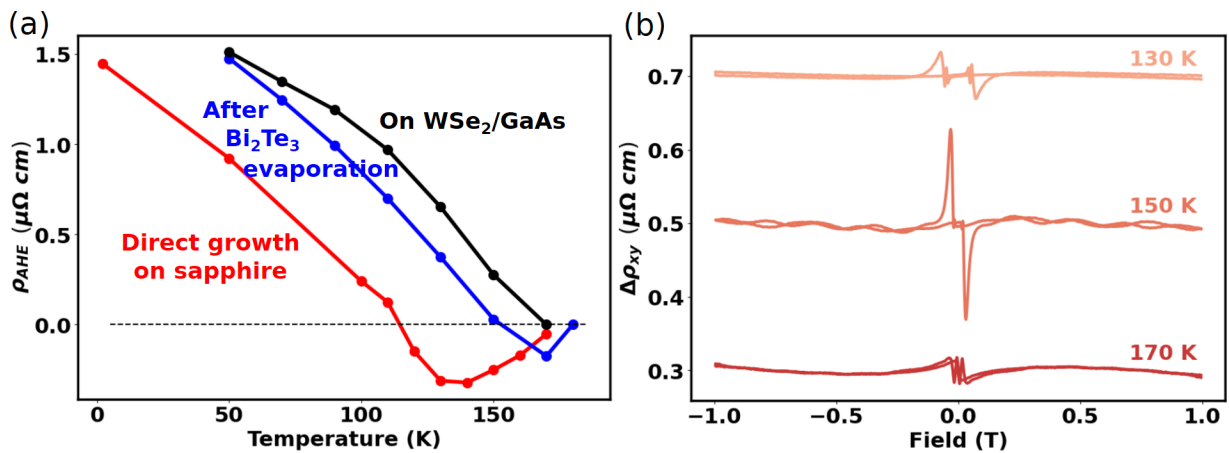 (a)
1.5
1.0
0.5
0.0
ρ_AHE (μΩ cm)
After
Bi₂Te₃
evaporation
On WSe₂/GaAs
Direct growth
on sapphire
0
50
100
150
Temperature (K)
(b)
0.7
0.6
0.5
0.4
0.3
Δρ_xy (μΩ cm)
130 K
150 K
170 K
−1.0
−0.5
0.0
0.5
1.0
Field (T)